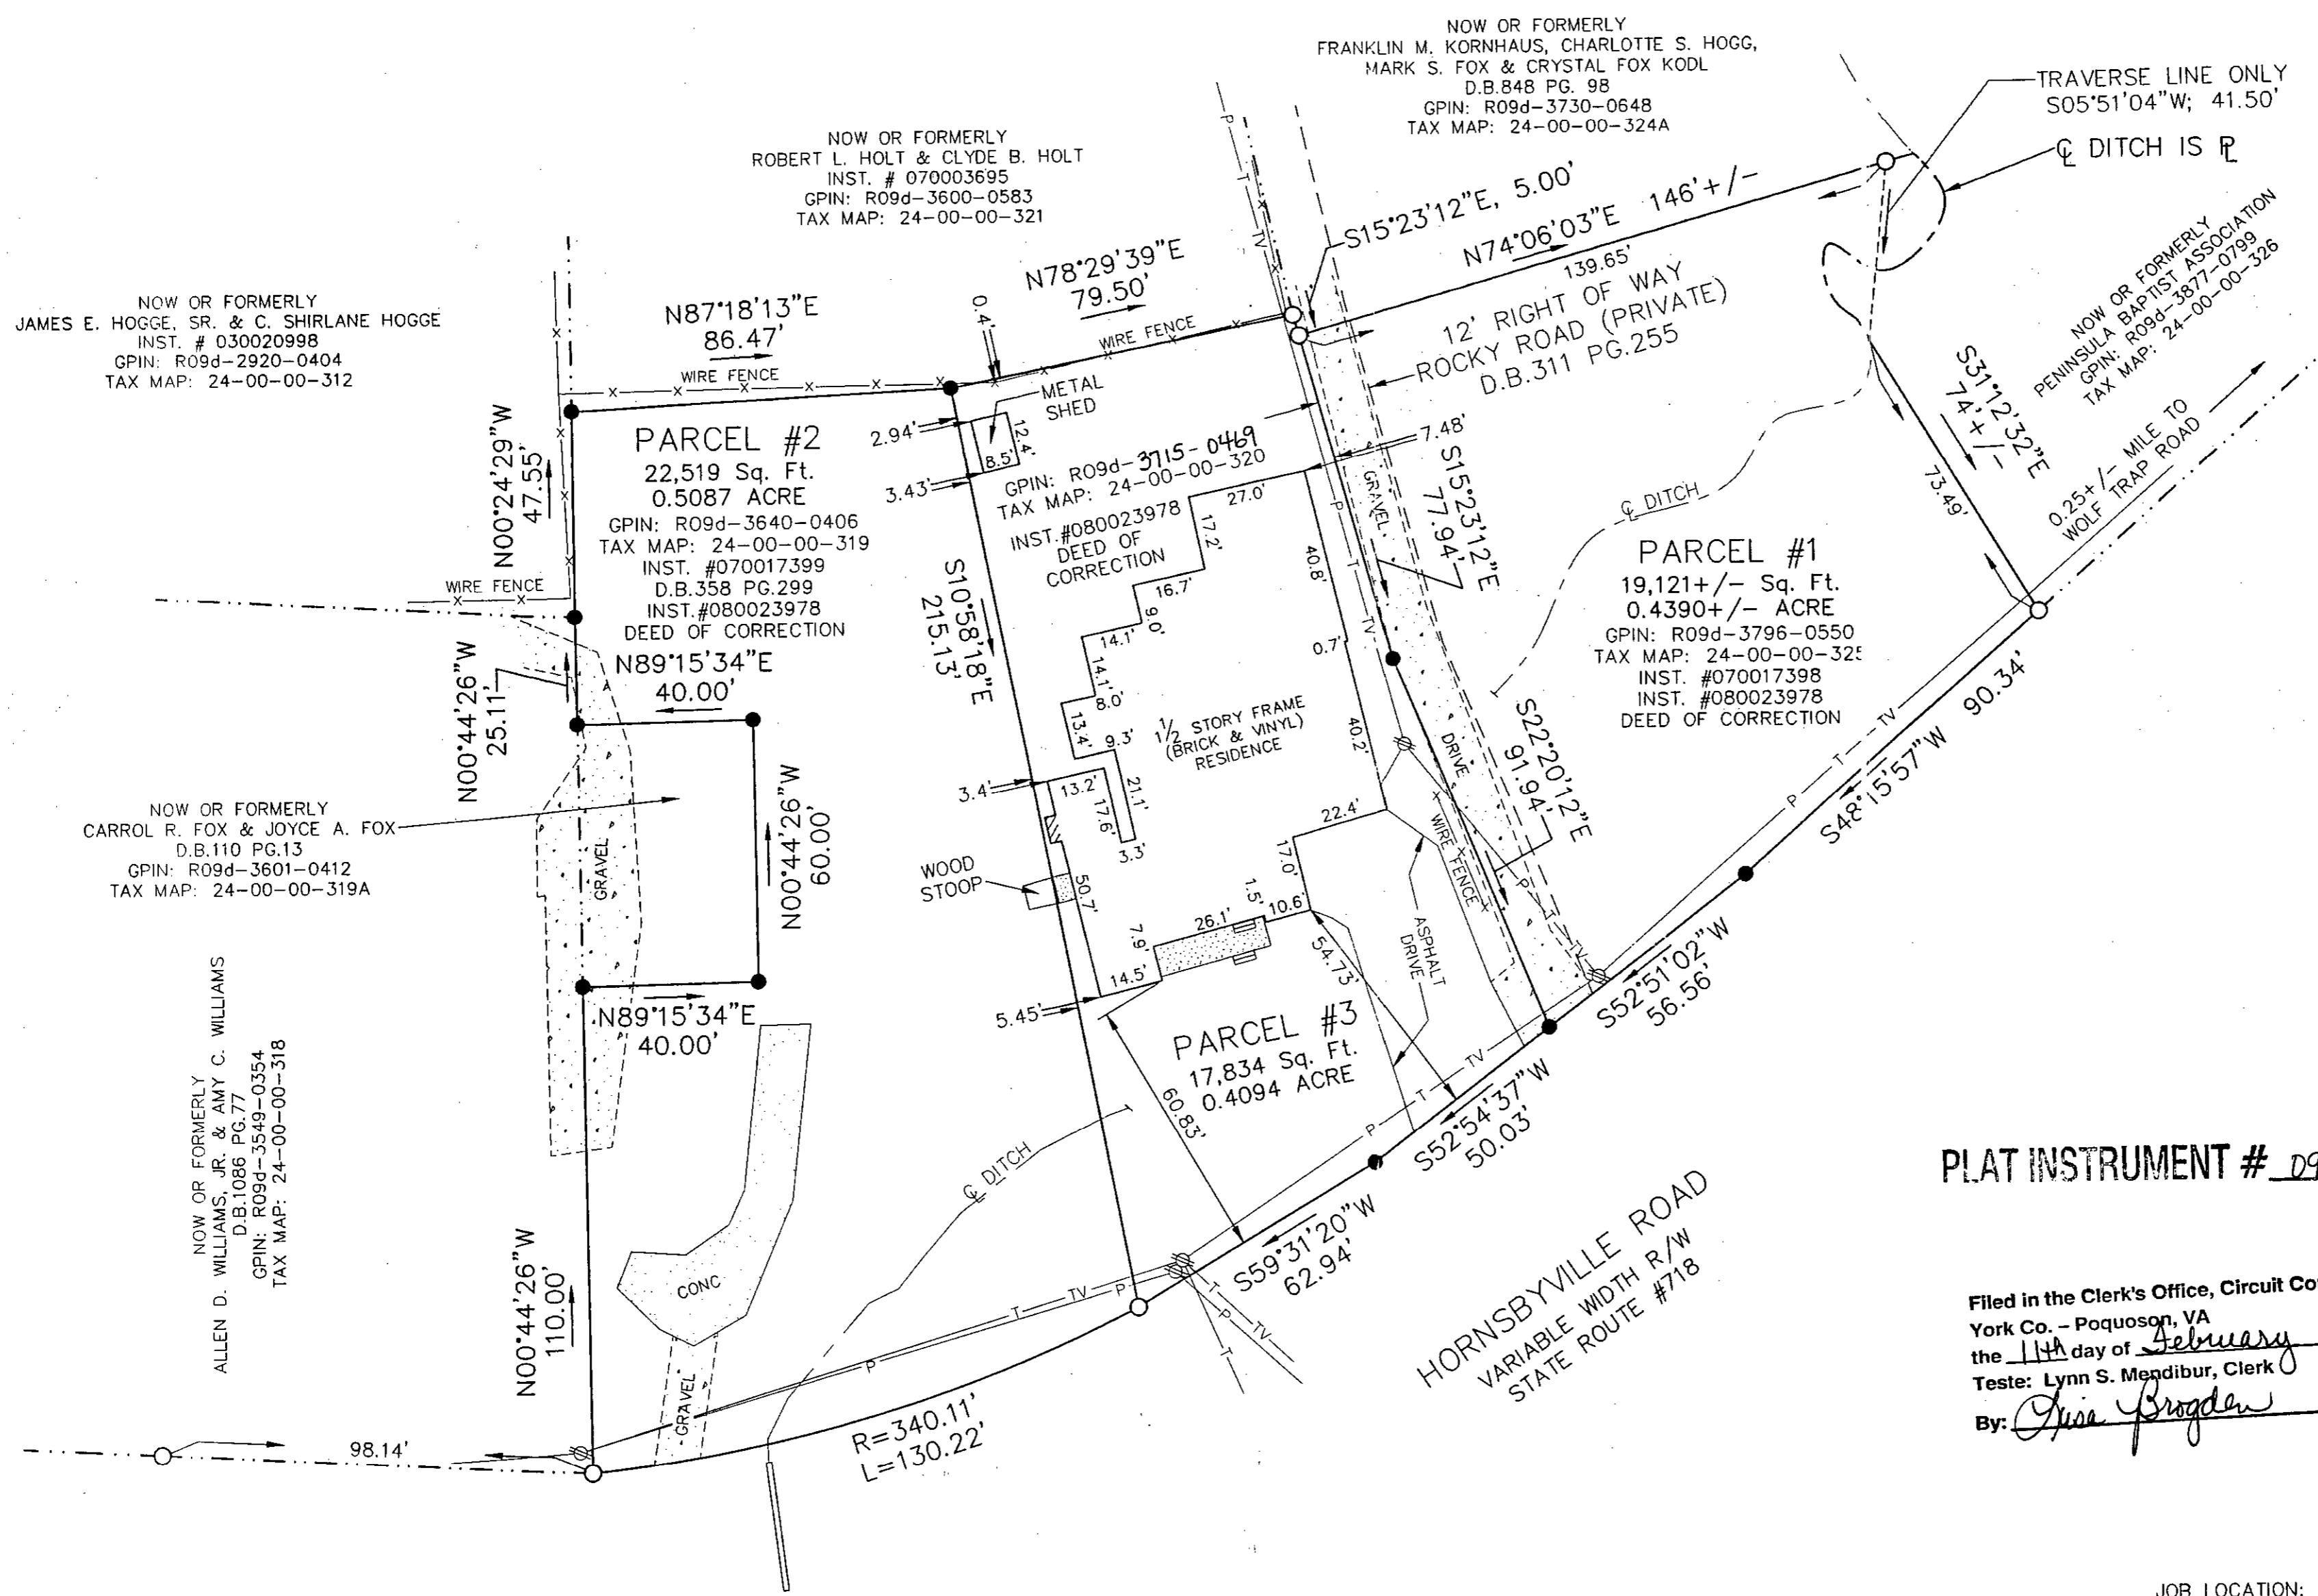 NOW OR FORMERLY
FRANKLIN M. KORNHAUS, CHARLOTTE S. HOGG,
MARK S. FOX & CRYSTAL FOX KODL
D.B.848 PG. 98
GPIN: R09d-3730-0648
TAX MAP: 24-00-00-324A
TRAVERSE LINE ONLY
S05°51'04"W; 41.50'
℄ DITCH IS ⅊
NOW OR FORMERLY
ROBERT L. HOLT & CLYDE B. HOLT
INST. # 070003695
GPIN: R09d-3600-0583
TAX MAP: 24-00-00-321
NOW OR FORMERLY
JAMES E. HOGGE, SR. & C. SHIRLANE HOGGE
INST. # 030020998
GPIN: R09d-2920-0404
TAX MAP: 24-00-00-312
N87°18'13"E
86.47'
WIRE FENCE
0.4'
N78°29'39"E
79.50'
WIRE FENCE
S15°23'12"E, 5.00'
N74°06'03"E 146'+/-
139.65'
12' RIGHT OF WAY
ROCKY ROAD (PRIVATE)
D.B.311 PG.255
NOW OR FORMERLY
PENINSULA BAPTIST ASSOCIATION
GPIN: R09d-3877-0799
TAX MAP: 24-00-00-326
S31°12'32"E
74'+/-
73.49'
0.25+/- MILE TO
WOLF TRAP ROAD
N00°24'29"W
47.55'
PARCEL #2
22,519 Sq. Ft.
0.5087 ACRE
GPIN: R09d-3640-0406
TAX MAP: 24-00-00-319
INST. #070017399
D.B.358 PG.299
INST.#080023978
DEED OF CORRECTION
METAL
SHED
2.94'
12.4'
8.5'
3.43'
GPIN: R09d-3715-0469
TAX MAP: 24-00-00-320
INST.#080023978
DEED OF
CORRECTION
7.48'
S15°23'12"E
77.94'
GRAVEL
℄ DITCH
PARCEL #1
19,121+/- Sq. Ft.
0.4390+/- ACRE
GPIN: R09d-3796-0550
TAX MAP: 24-00-00-325
INST. #070017398
INST. #080023978
DEED OF CORRECTION
27.0'
17.2'
16.7'
9.0'
14.1'
14.1'
8.0'
13.4'
9.3'
40.8'
0.7'
40.2'
1/2 STORY FRAME
(BRICK & VINYL)
RESIDENCE
WIRE FENCE
N00°44'26"W
25.11'
N89°15'34"E
40.00'
S10°58'18"E
215.13'
DRIVE
S22°20'12"E
91.94'
S48°15'57"W 90.34'
P
T
TV
NOW OR FORMERLY
CARROL R. FOX & JOYCE A. FOX
D.B.110 PG.13
GPIN: R09d-3601-0412
TAX MAP: 24-00-00-319A
GRAVEL
N00°44'26"W
60.00'
3.4'
13.2'
17.6'
21.1'
3.3'
22.4'
17.0'
WOOD
STOOP
50.7'
7.9'
26.1'
1.5'
10.6'
14.5'
5.45'
54.73'
WIRE FENCE
ASPHALT
DRIVE
S52°51'02"W
56.56'
N89°15'34"E
40.00'
NOW OR FORMERLY
ALLEN D. WILLIAMS, JR. & AMY C. WILLIAMS
D.B.1086 PG.77
GPIN: R09d-3549-0354
TAX MAP: 24-00-00-318
PARCEL #3
17,834 Sq. Ft.
0.4094 ACRE
60.83'
S52°54'37"W
50.03'
℄ DITCH
S59°31'20"W
62.94'
HORNSBYVILLE ROAD
VARIABLE WIDTH R/W
STATE ROUTE #718
N00°44'26"W
110.00'
CONC
GRAVEL
R=340.11'
L=130.22'
98.14'
PLAT INSTRUMENT # 09
Filed in the Clerk's Office, Circuit Co
York Co. – Poquoson, VA
the 11th day of February
Teste: Lynn S. Mendibur, Clerk
By: Lisa Brogden
JOB LOCATION: